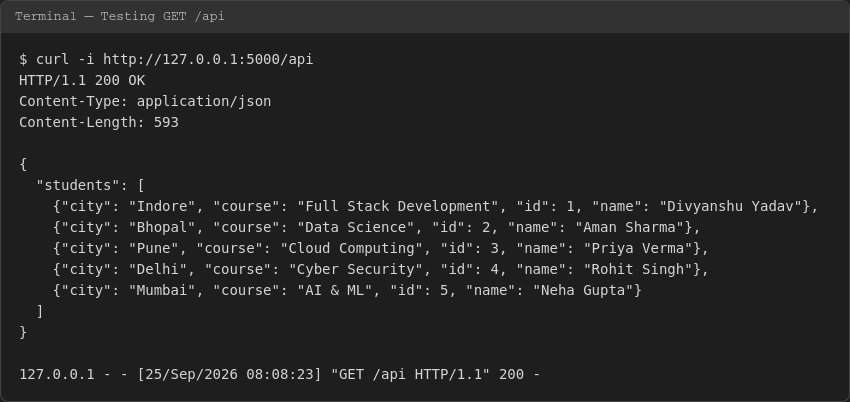 Terminal — Testing GET /api
$ curl -i http://127.0.0.1:5000/api
HTTP/1.1 200 OK
Content-Type: application/json
Content-Length: 593
{
  "students": [
    {"city": "Indore", "course": "Full Stack Development", "id": 1, "name": "Divyanshu Yadav"},
    {"city": "Bhopal", "course": "Data Science", "id": 2, "name": "Aman Sharma"},
    {"city": "Pune", "course": "Cloud Computing", "id": 3, "name": "Priya Verma"},
    {"city": "Delhi", "course": "Cyber Security", "id": 4, "name": "Rohit Singh"},
    {"city": "Mumbai", "course": "AI & ML", "id": 5, "name": "Neha Gupta"}
  ]
}
127.0.0.1 - - [25/Sep/2026 08:08:23] "GET /api HTTP/1.1" 200 -